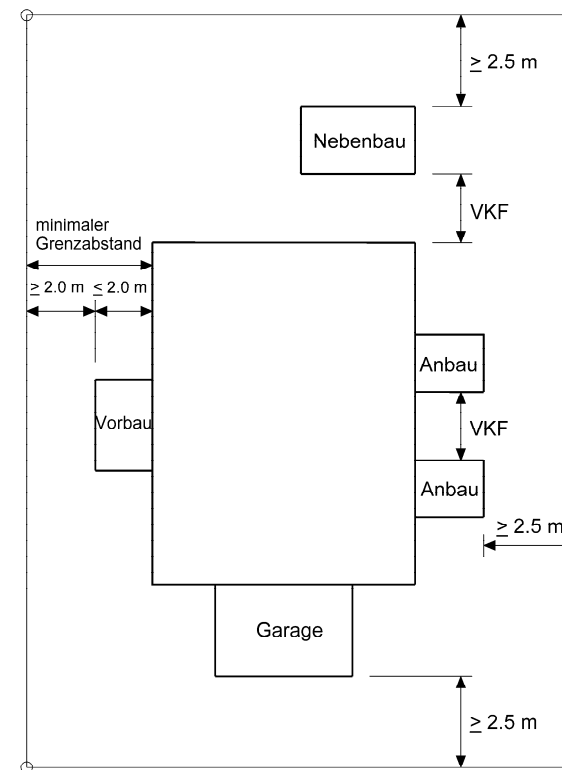 ≥ 2.5 m
Nebenbau
VKF
minimaler
Grenzabstand
≥ 2.0 m
≤ 2.0 m
Anbau
Vorbau
VKF
Anbau
≥ 2.5 m
Garage
≥ 2.5 m